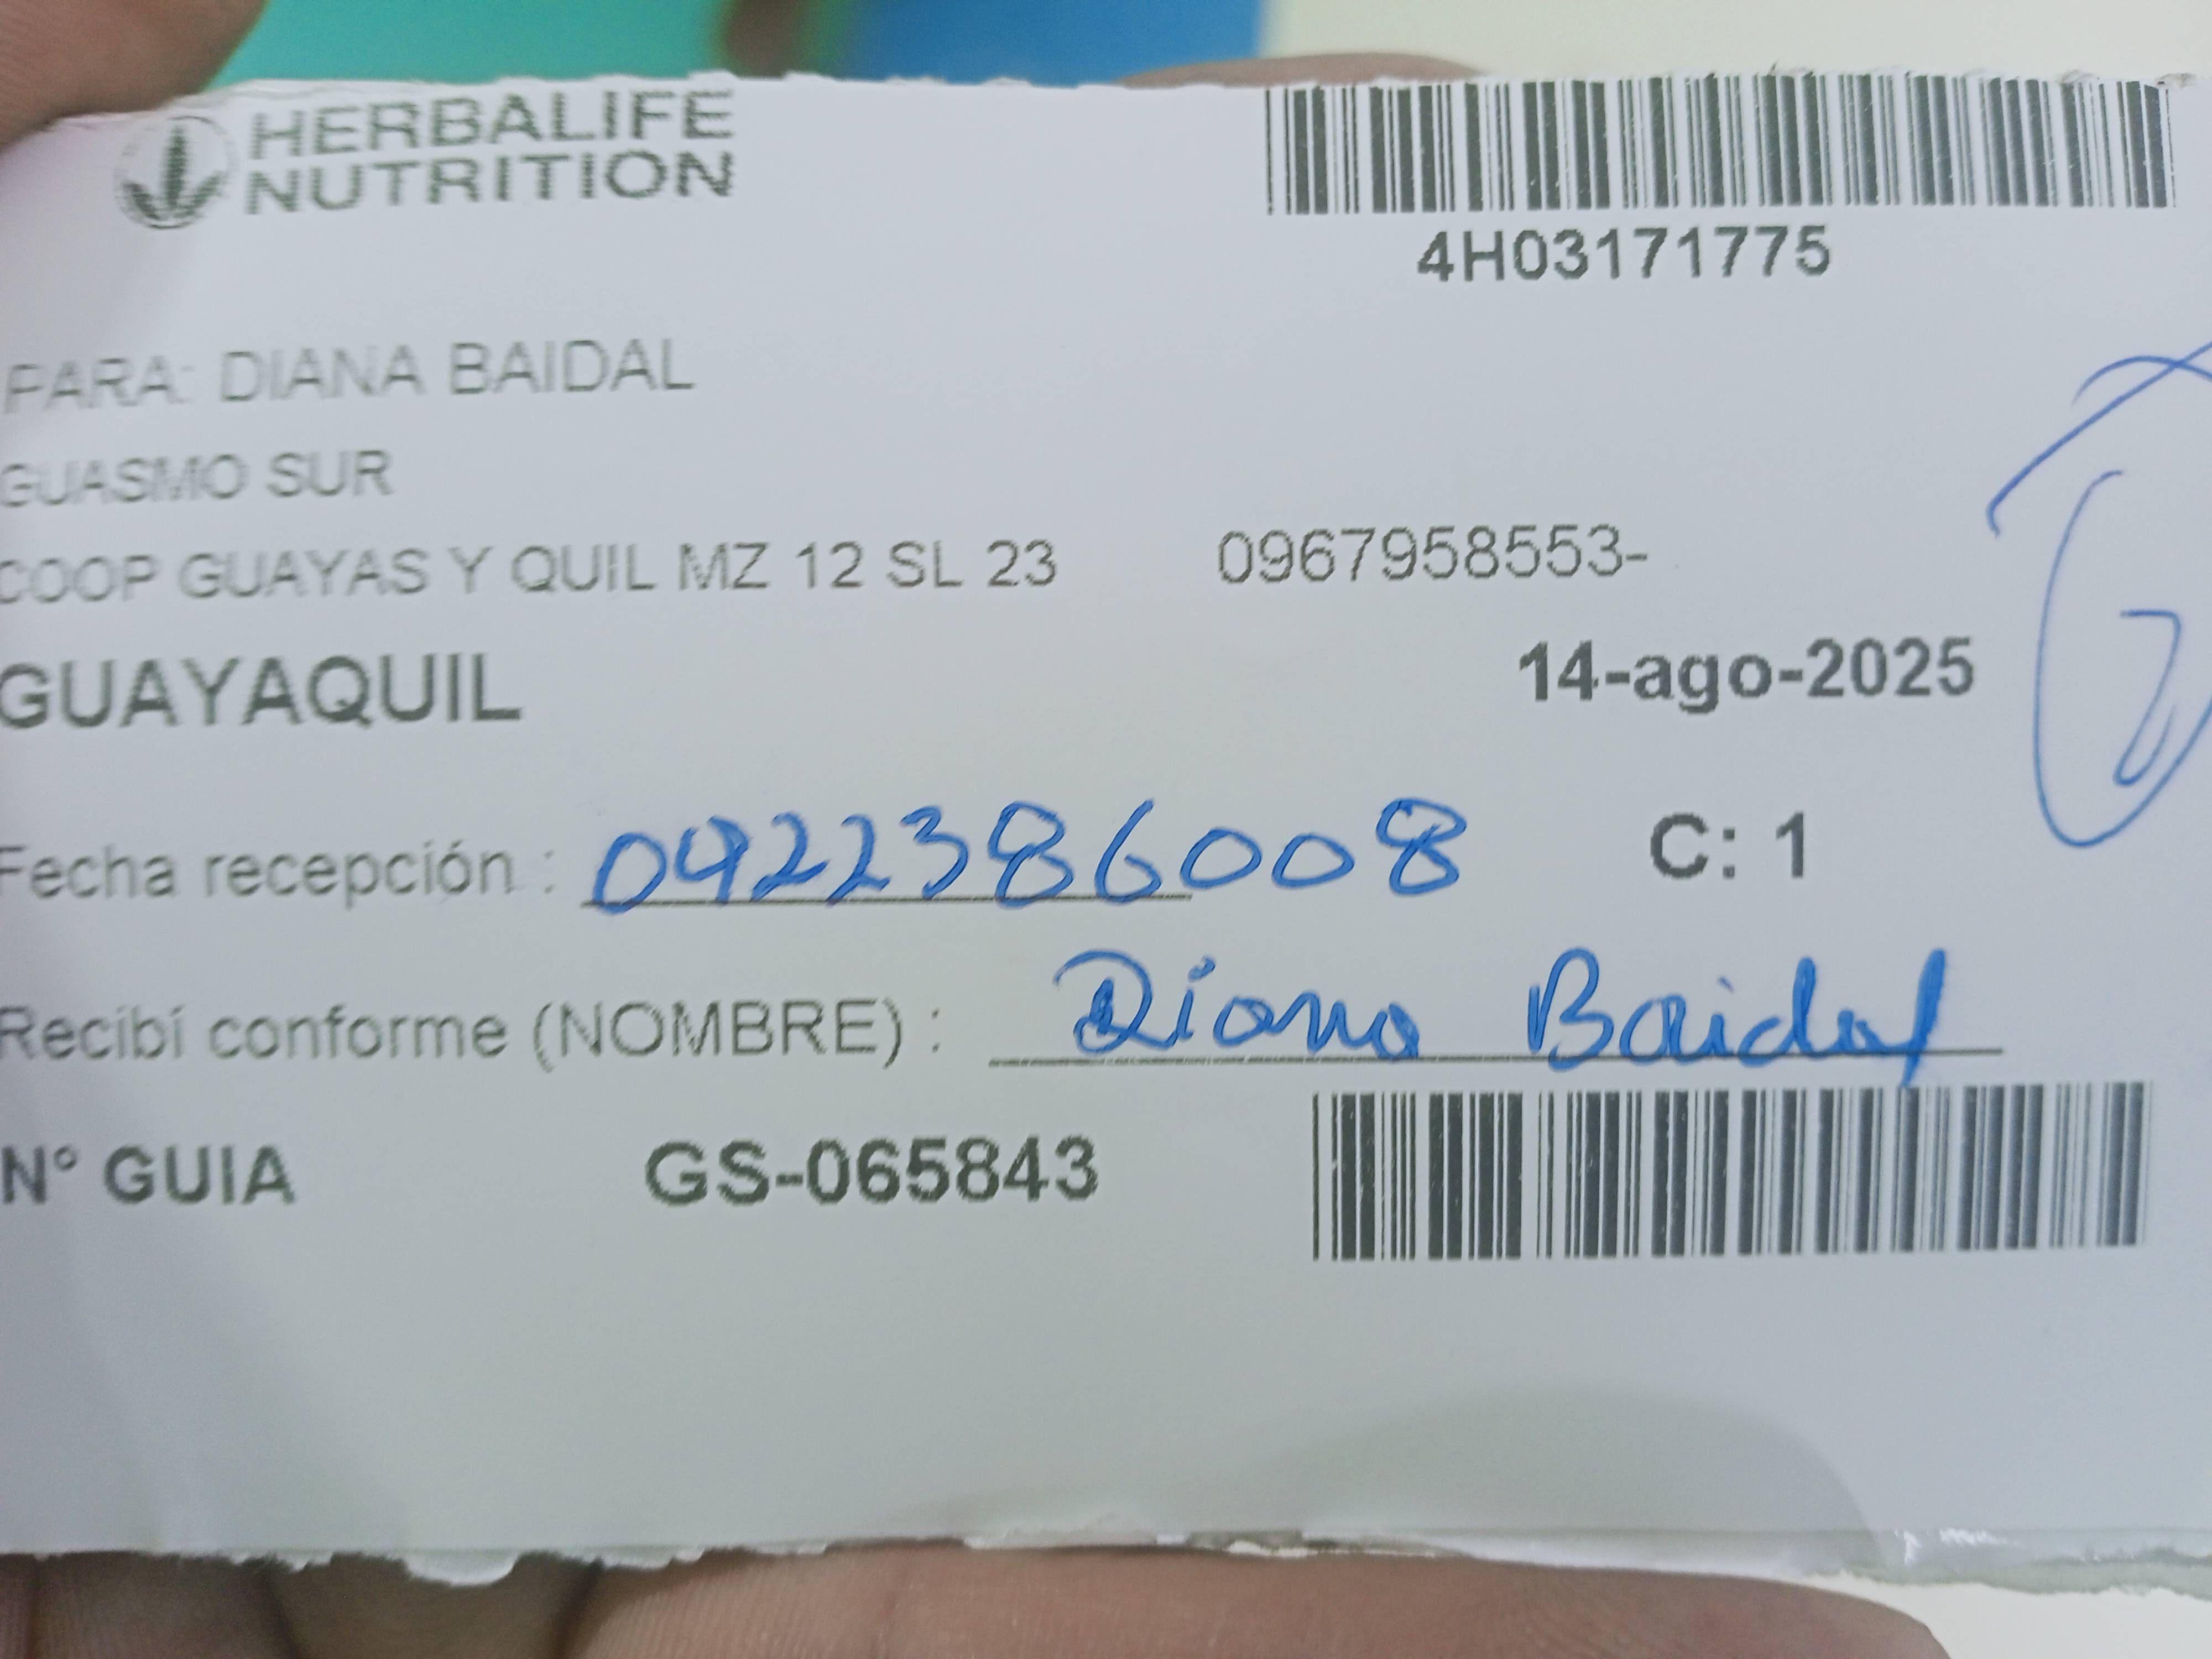 HERBALIFE
NUTRITION
4H03171775
PARA: DIANA BAIDAL
GUASMO SUR
COOP GUAYAS Y QUIL MZ 12 SL 23 0967958553-
GUAYAQUIL 14-ago-2025
Fecha recepción : 0922386008 C: 1
Recibí conforme (NOMBRE) : Diana Baidal
N° GUIA GS-065843